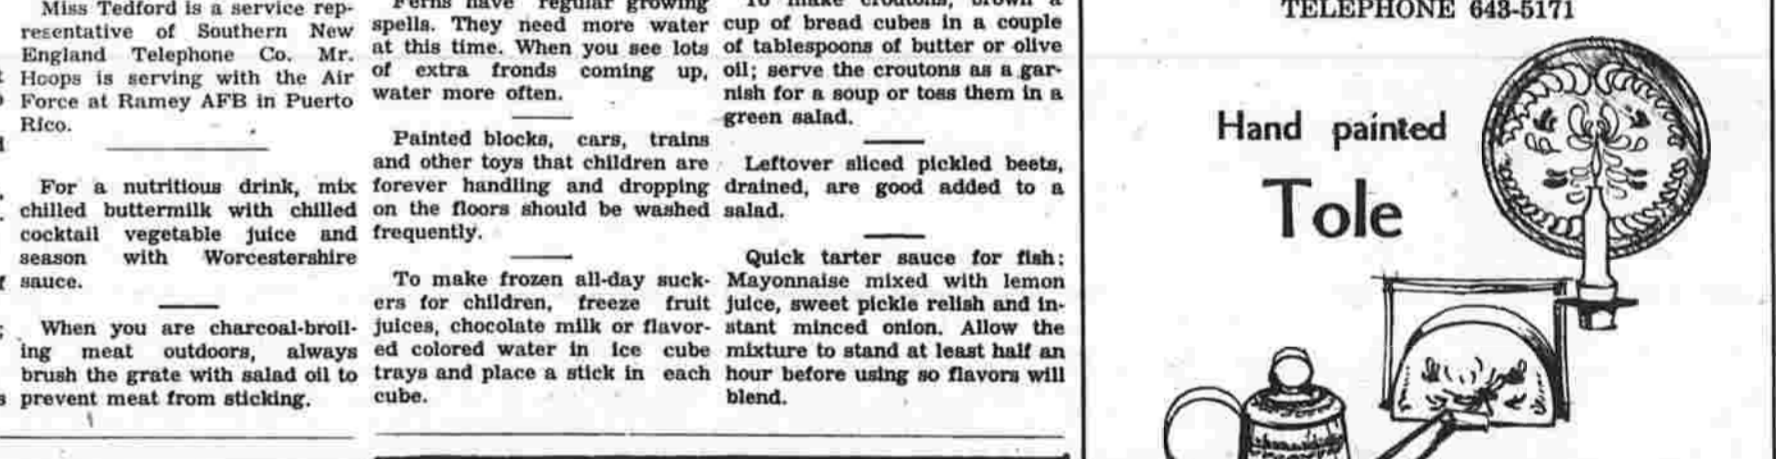 Miss Tedford is a service rep-
resentative of Southern New
England Telephone Co. Mr.
Hoops is serving with the Air
Force at Ramey AFB in Puerto
Rico.
For a nutritious drink, mix
chilled buttermilk with chilled
cocktail vegetable juice and
season with Worcestershire
sauce.
When you are charcoal-broil-
ing meat outdoors, always
brush the grate with salad oil to
prevent meat from sticking.
Ferns have regular growing
spells. They need more water
at this time. When you see lots
of extra fronds coming up,
water more often.
Painted blocks, cars, trains
and other toys that children are
forever handling and dropping
on the floors should be washed
frequently.
To make frozen all-day suck-
ers for children, freeze fruit
juices, chocolate milk or flavor-
ed colored water in ice cube
trays and place a stick in each
cube.
To make croutons, brown a
cup of bread cubes in a couple
of tablespoons of butter or olive
oil; serve the croutons as a gar-
nish for a soup or toss them in a
green salad.
Leftover sliced pickled beets,
drained, are good added to a
salad.
Quick tarter sauce for fish:
Mayonnaise mixed with lemon
juice, sweet pickle relish and in-
stant minced onion. Allow the
mixture to stand at least half an
hour before using so flavors will
blend.
TELEPHONE 643-5171
Hand painted
Tole